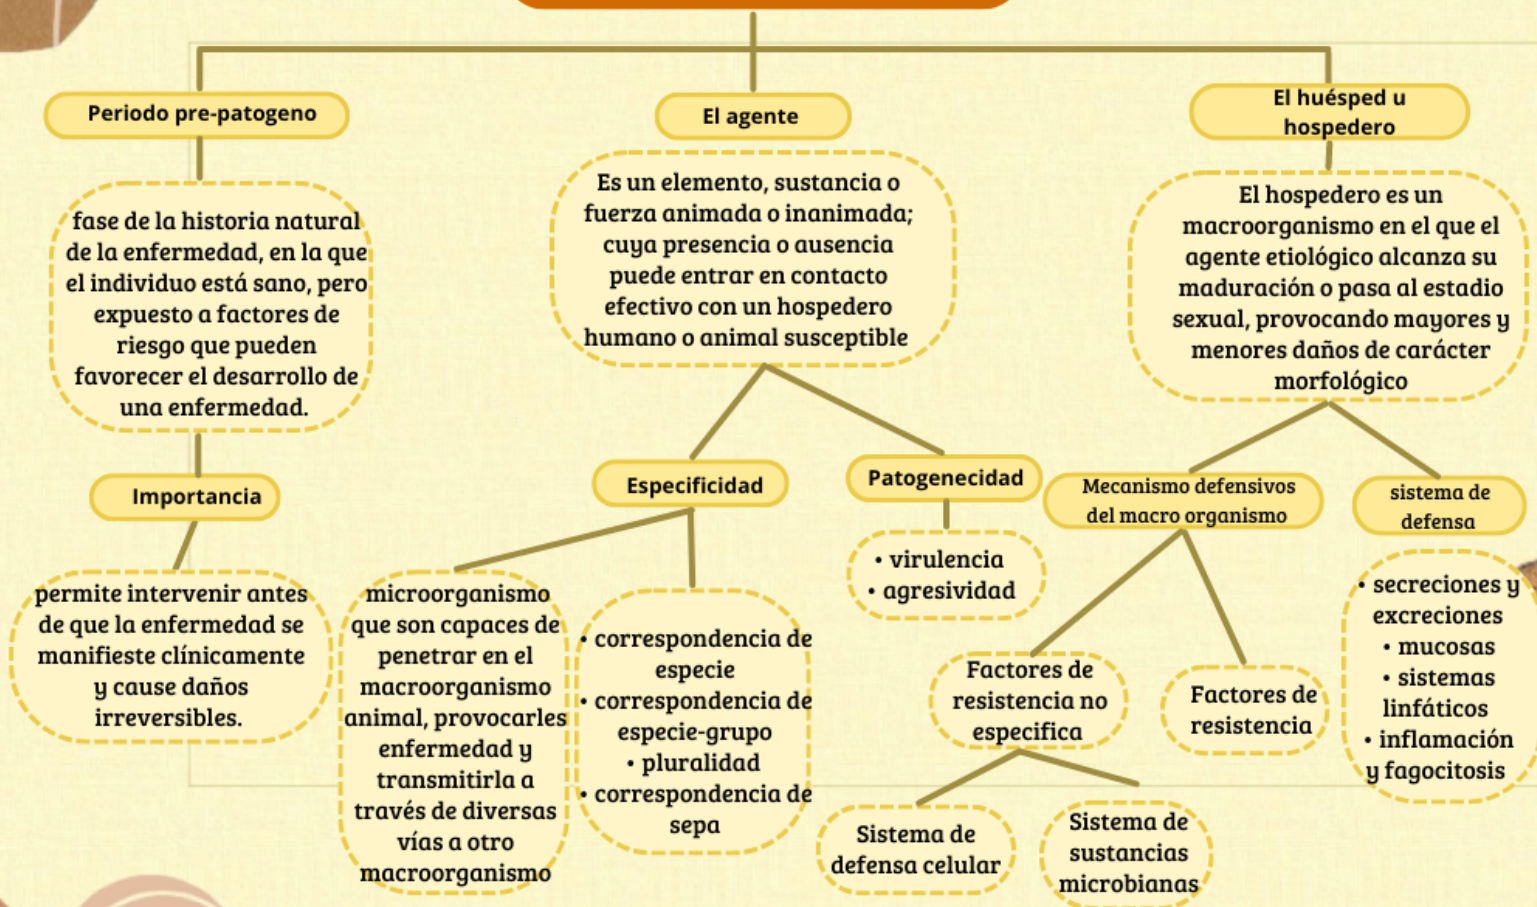 Periodo pre-patogeno
fase de la historia natural
de la enfermedad, en la que
el individuo está sano, pero
expuesto a factores de
riesgo que pueden
favorecer el desarrollo de
una enfermedad.
Importancia
permite intervenir antes
de que la enfermedad se
manifieste clínicamente
y cause daños
irreversibles.
El agente
Es un elemento, sustancia o
fuerza animada o inanimada;
cuya presencia o ausencia
puede entrar en contacto
efectivo con un hospedero
humano o animal susceptible
Especificidad
microorganismo
que son capaces de
penetrar en el
macroorganismo
animal, provocarles
enfermedad y
transmitirla a
través de diversas
vías a otro
macroorganismo
• correspondencia de
especie
• correspondencia de
especie-grupo
• pluralidad
• correspondencia de
sepa
Patogenecidad
• virulencia
• agresividad
El huésped u
hospedero
El hospedero es un
macroorganismo en el que el
agente etiológico alcanza su
maduración o pasa al estadio
sexual, provocando mayores y
menores daños de carácter
morfológico
Mecanismo defensivos
del macro organismo
Factores de
resistencia no
especifica
Sistema de
defensa celular
Sistema de
sustancias
microbianas
Factores de
resistencia
sistema de
defensa
• secreciones y
excreciones
• mucosas
• sistemas
linfáticos
• inflamación
y fagocitosis